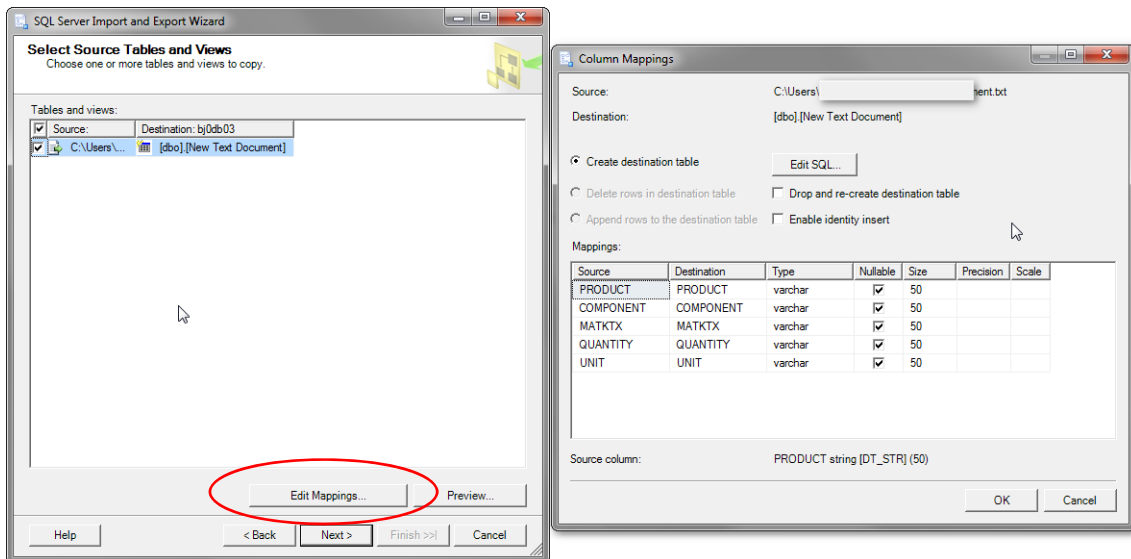 SQL Server Import and Export Wizard
Select Source Tables and Views
Choose one or more tables and views to copy.
Tables and views:
Source: Destination: bj0db03
C:\Users\... [dbo].[New Text Document]
Edit Mappings... Preview...
Help < Back Next > Finish >>| Cancel
Column Mappings
Source: C:\Users\ ment.txt
Destination: [dbo].[New Text Document]
Create destination table Edit SQL...
Delete rows in destination table Drop and re-create destination table
Append rows to the destination table Enable identity insert
Mappings:
Source Destination Type Nullable Size Precision Scale
PRODUCT PRODUCT varchar 50
COMPONENT COMPONENT varchar 50
MATKTX MATKTX varchar 50
QUANTITY QUANTITY varchar 50
UNIT UNIT varchar 50
Source column: PRODUCT string [DT_STR] (50)
OK Cancel